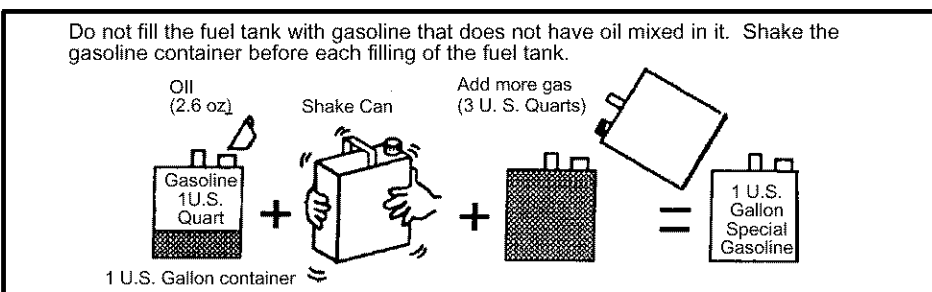 Do not fill the fuel tank with gasoline that does not have oil mixed in it. Shake the
gasoline container before each filling of the fuel tank.
OIl
(2.6 oz)
Shake Can
Add more gas
(3 U. S. Quarts)
Gasoline
1U.S.
Quart
+
+
=
1 U.S.
Gallon
Special
Gasoline
1 U.S. Gallon container